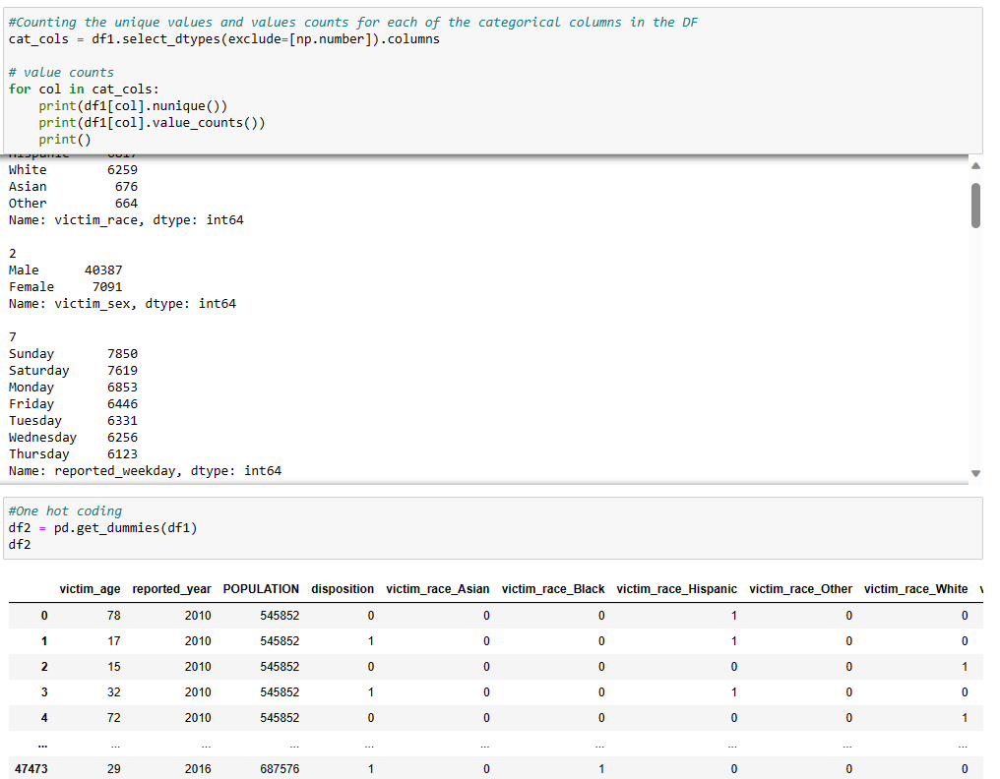 #Counting the unique values and values counts for each of the categorical columns in the DF
cat_cols = df1.select_dtypes(exclude=[np.number]).columns
# value counts
for col in cat_cols:
    print(df1[col].nunique())
    print(df1[col].value_counts())
    print()
White        6259
Asian         676
Other         664
Name: victim_race, dtype: int64
2
Male      40387
Female     7091
Name: victim_sex, dtype: int64
7
Sunday       7850
Saturday     7619
Monday       6853
Friday       6446
Tuesday      6331
Wednesday    6256
Thursday     6123
Name: reported_weekday, dtype: int64
#One hot coding
df2 = pd.get_dummies(df1)
df2
victim_age reported_year POPULATION disposition victim_race_Asian victim_race_Black victim_race_Hispanic victim_race_Other victim_race_White
0 78 2010 545852 0 0 0 1 0 0
1 17 2010 545852 1 0 0 1 0 0
2 15 2010 545852 0 0 0 0 0 1
3 32 2010 545852 1 0 0 1 0 0
4 72 2010 545852 0 0 0 0 0 1
... ... ... ... ... ... ... ... ... ...
47473 29 2016 687576 1 0 1 0 0 0